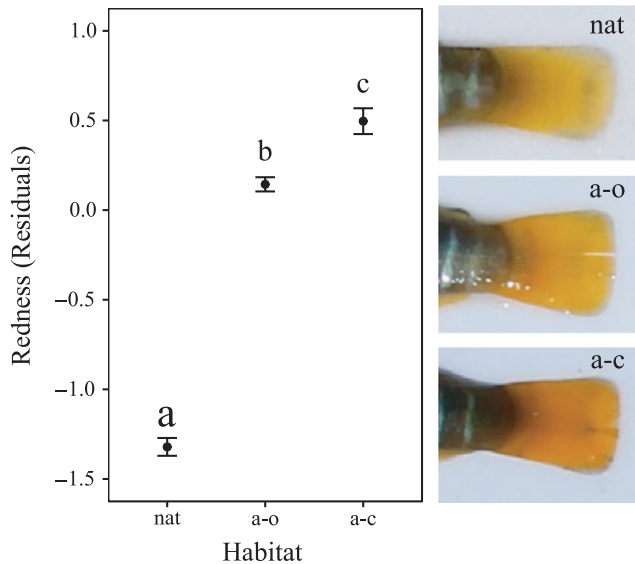 1.0
0.5
0.0
−0.5
−1.0
−1.5
Redness (Residuals)
a
b
c
nat
a-o
a-c
Habitat
nat
a-o
a-c